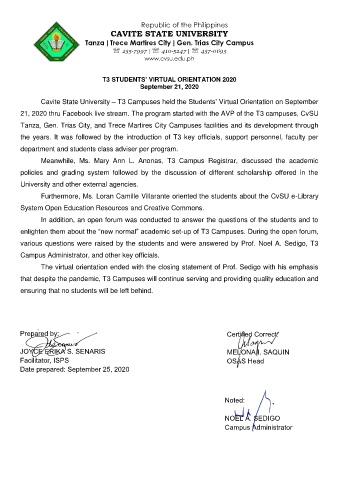 Republic of the Philippines
CAVITE STATE UNIVERSITY
Tanza | Trece Martires City | Gen. Trias City Campus
☏ 235-7997 | ☏ 410-5247 | ☏ 437-0693
www.cvsu.edu.ph
T3 STUDENTS' VIRTUAL ORIENTATION 2020
September 21, 2020
Cavite State University – T3 Campuses held the Students' Virtual Orientation on September
21, 2020 thru Facebook live stream. The program started with the AVP of the T3 campuses, CvSU
Tanza, Gen. Trias City, and Trece Martires City Campuses facilities and its development through
the years. It was followed by the introduction of T3 key officials, support personnel, faculty per
department and students class adviser per program.
Meanwhile, Ms. Mary Ann L. Anonas, T3 Campus Registrar, discussed the academic
policies and grading system followed by the discussion of different scholarship offered in the
University and other external agencies.
Furthermore, Ms. Loran Camille Villarante oriented the students about the CvSU e-Library
System Open Education Resources and Creative Commons.
In addition, an open forum was conducted to answer the questions of the students and to
enlighten them about the “new normal” academic set-up of T3 Campuses. During the open forum,
various questions were raised by the students and were answered by Prof. Noel A. Sedigo, T3
Campus Administrator, and other key officials.
The virtual orientation ended with the closing statement of Prof. Sedigo with his emphasis
that despite the pandemic, T3 Campuses will continue serving and providing quality education and
ensuring that no students will be left behind.
Prepared by:
JOYCE ERIKA S. SENARIS
Facilitator, ISPS
Date prepared: September 25, 2020
Certified Correct:
MELONA I. SAQUIN
OSAS Head
Noted:
NOEL A. SEDIGO
Campus Administrator